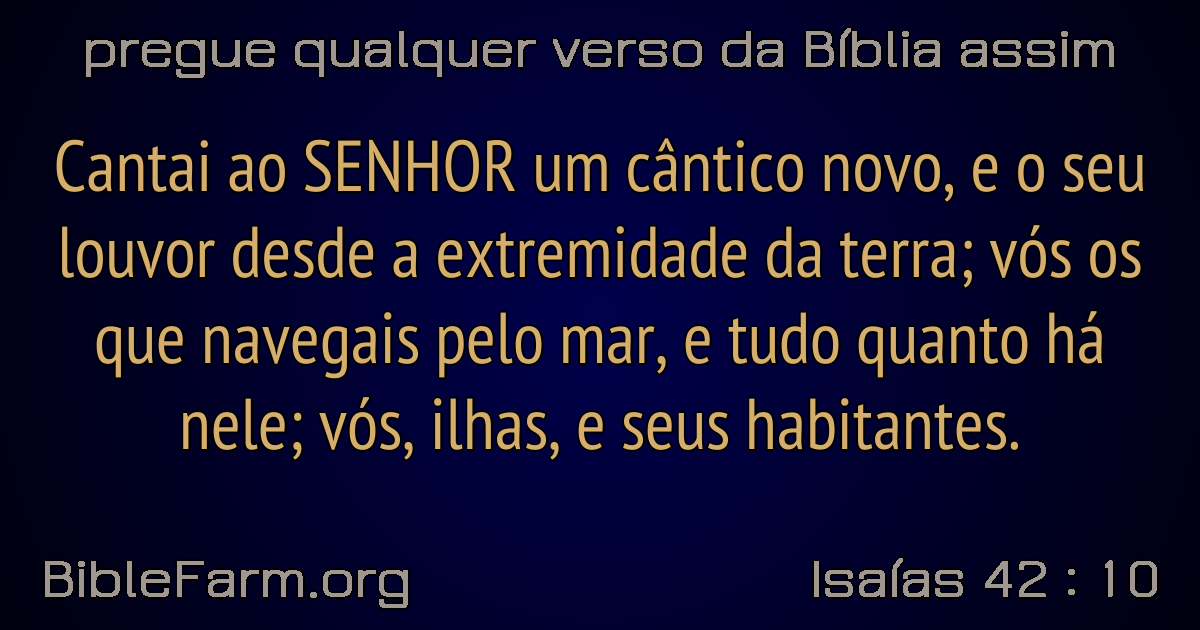 pregue qualquer verso da Bíblia assim
Cantai ao SENHOR um cântico novo, e o seu
louvor desde a extremidade da terra; vós os
que navegais pelo mar, e tudo quanto há
nele; vós, ilhas, e seus habitantes.
BibleFarm.org
Isaías 42 : 10